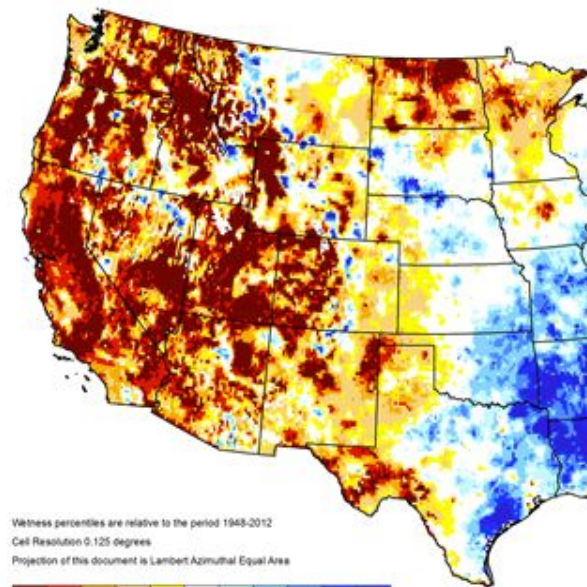 Wetness percentiles are relative to the period 1948-2012
Cell Resolution 0.125 degrees
Projection of this document is Lambert Azimuthal Equal Area